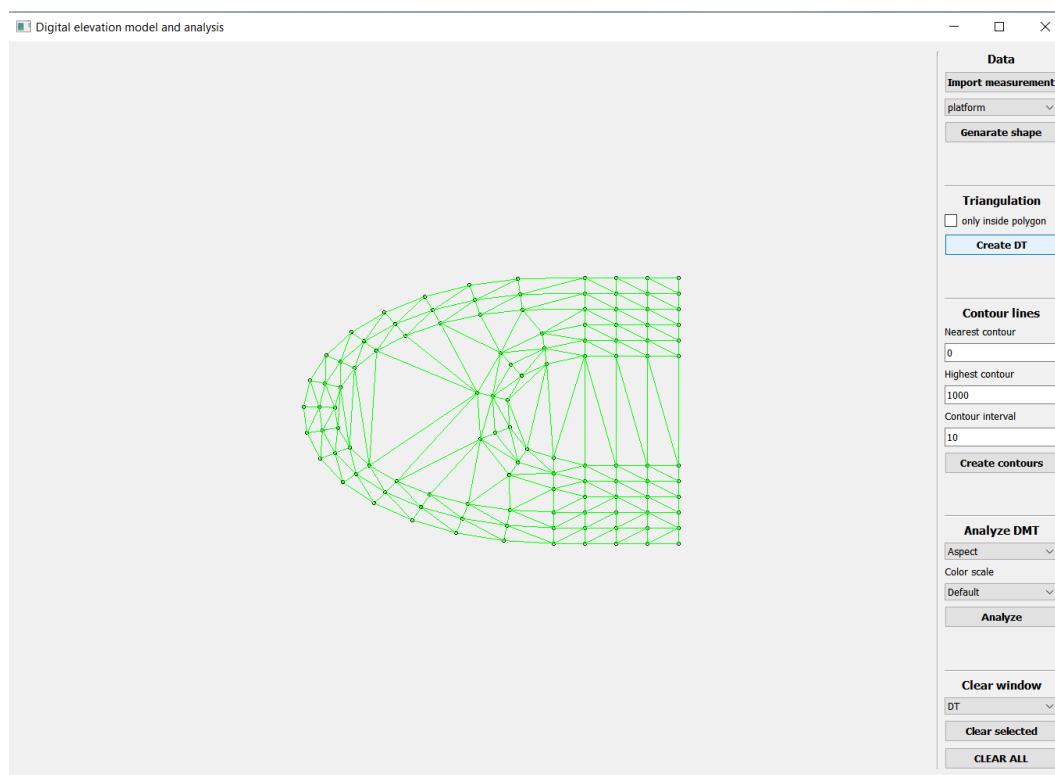 Digital elevation model and analysis
Data
Import measurement
platform
Genarate shape
Triangulation
only inside polygon
Create DT
Contour lines
Nearest contour
0
Highest contour
1000
Contour interval
10
Create contours
Analyze DMT
Aspect
Color scale
Default
Analyze
Clear window
DT
Clear selected
CLEAR ALL